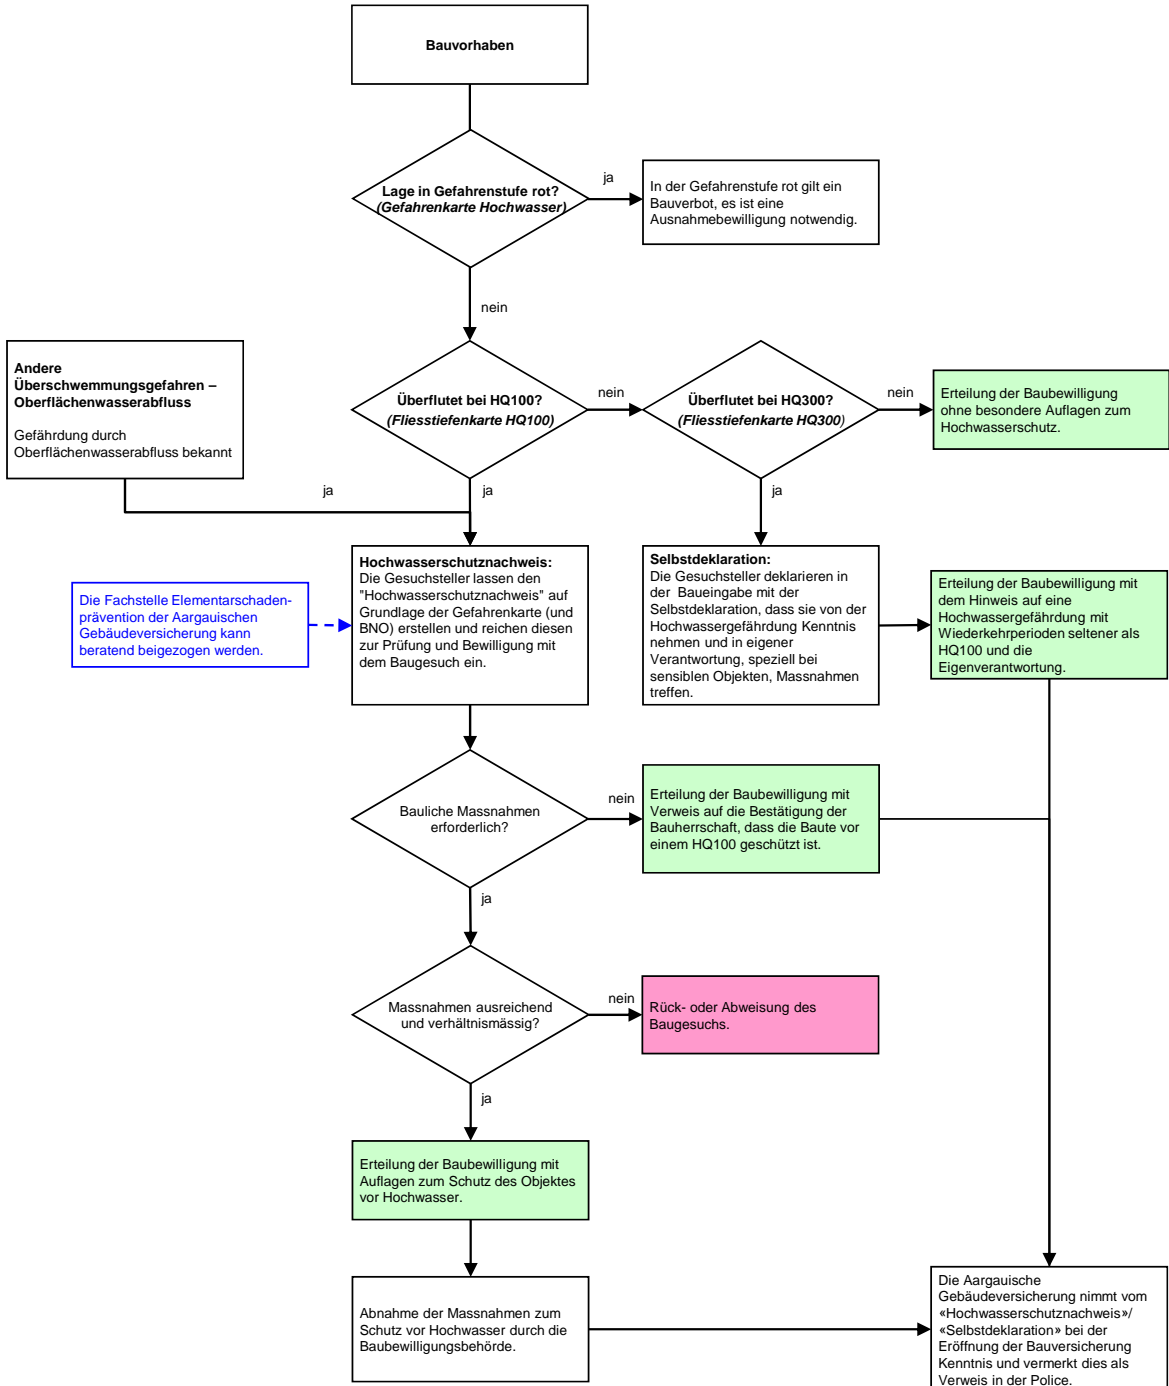 Bauvorhaben
Lage in Gefahrenstufe rot?
(Gefahrenkarte Hochwasser)
ja
In der Gefahrenstufe rot gilt ein
Bauverbot, es ist eine
Ausnahmebewilligung notwendig.
nein
Andere
Überschwemmungsgefahren –
Oberflächenwasserabfluss
Gefährdung durch
Oberflächenwasserabfluss bekannt
ja
Überflutet bei HQ100?
(Fliesstiefenkarte HQ100)
nein
ja
Überflutet bei HQ300?
(Fliesstiefenkarte HQ300)
nein
ja
Erteilung der Baubewilligung
ohne besondere Auflagen zum
Hochwasserschutz.
Die Fachstelle Elementarschaden-
prävention der Aargauischen
Gebäudeversicherung kann
beratend beigezogen werden.
Hochwasserschutznachweis:
Die Gesuchsteller lassen den
"Hochwasserschutznachweis" auf
Grundlage der Gefahrenkarte (und
BNO) erstellen und reichen diesen
zur Prüfung und Bewilligung mit
dem Baugesuch ein.
Selbstdeklaration:
Die Gesuchsteller deklarieren in
der Baueingabe mit der
Selbstdeklaration, dass sie von der
Hochwassergefährdung Kenntnis
nehmen und in eigener
Verantwortung, speziell bei
sensiblen Objekten, Massnahmen
treffen.
Erteilung der Baubewilligung mit
dem Hinweis auf eine
Hochwassergefährdung mit
Wiederkehrperioden seltener als
HQ100 und die
Eigenverantwortung.
Bauliche Massnahmen
erforderlich?
nein
Erteilung der Baubewilligung mit
Verweis auf die Bestätigung der
Bauherrschaft, dass die Baute vor
einem HQ100 geschützt ist.
ja
Massnahmen ausreichend
und verhältnismässig?
nein
Rück- oder Abweisung des
Baugesuchs.
ja
Erteilung der Baubewilligung mit
Auflagen zum Schutz des Objektes
vor Hochwasser.
Abnahme der Massnahmen zum
Schutz vor Hochwasser durch die
Baubewilligungsbehörde.
Die Aargauische
Gebäudeversicherung nimmt vom
«Hochwasserschutznachweis»/
«Selbstdeklaration» bei der
Eröffnung der Bauversicherung
Kenntnis und vermerkt dies als
Verweis in der Police.